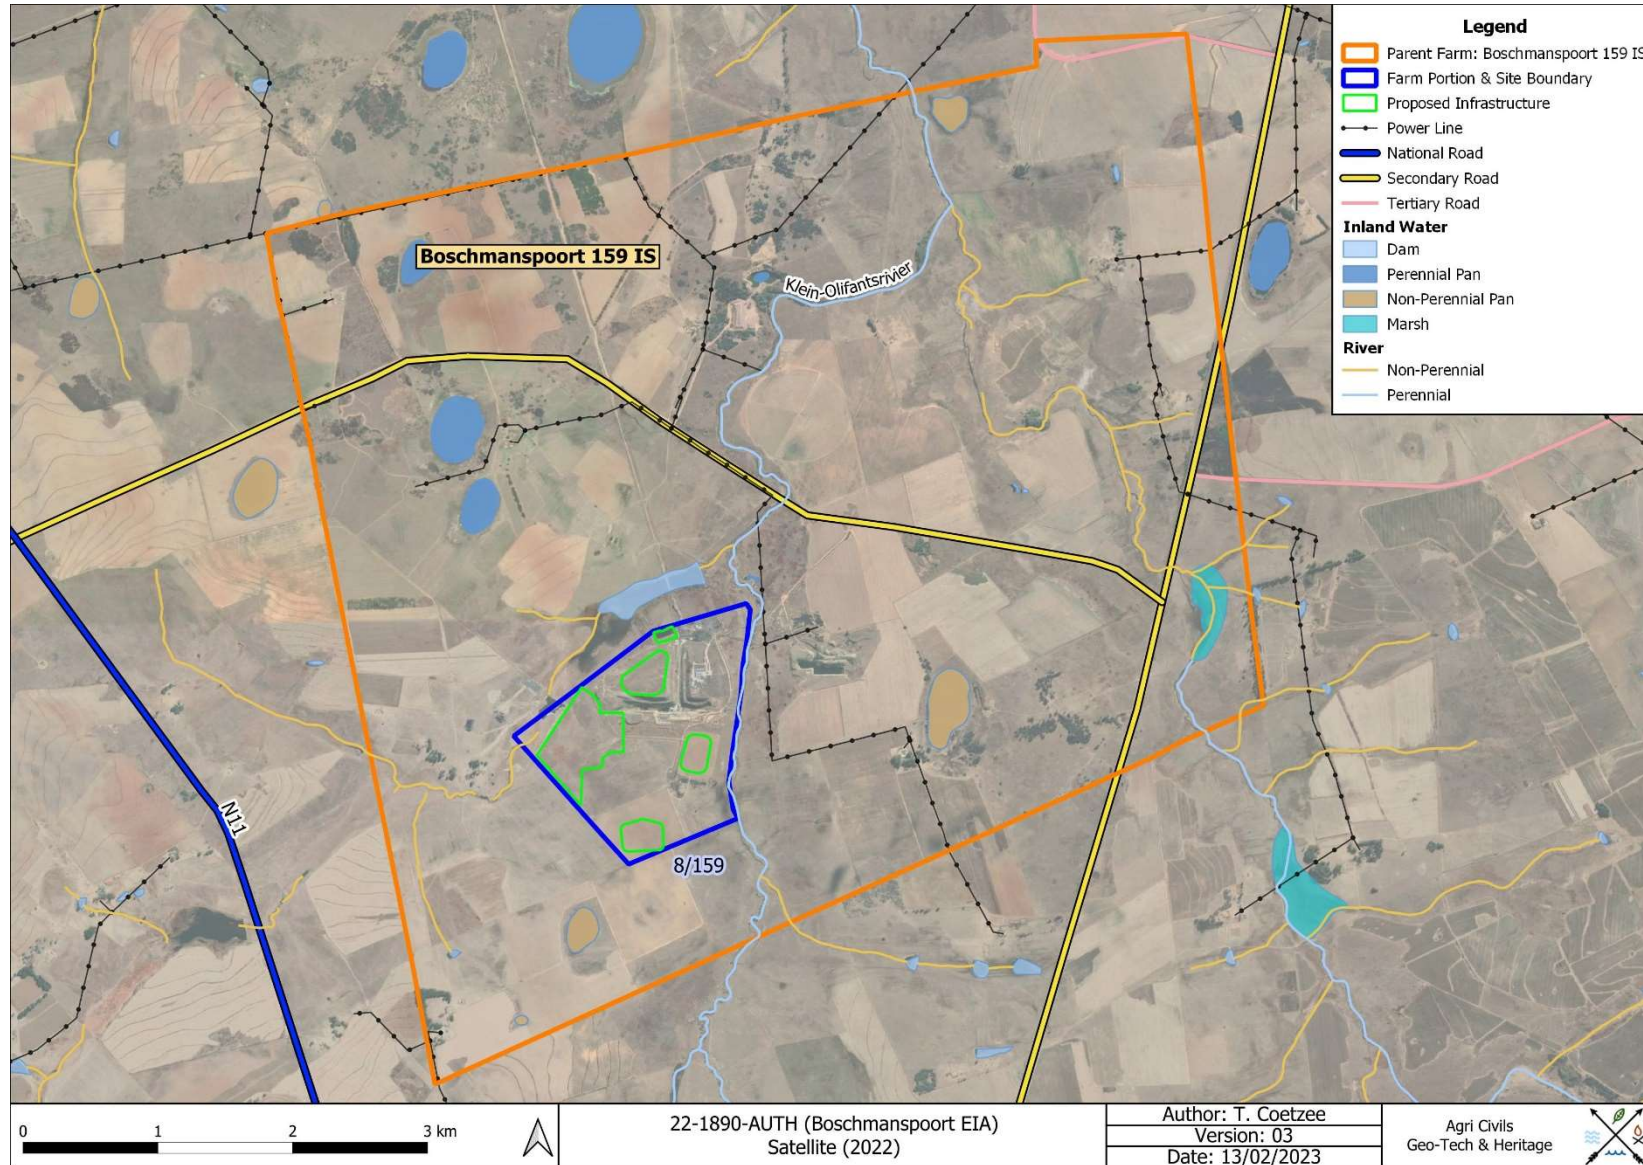 Legend
Parent Farm: Boschmanspoort 159 IS
Farm Portion & Site Boundary
Proposed Infrastructure
Power Line
National Road
Secondary Road
Tertiary Road
Inland Water
Dam
Perennial Pan
Non-Perennial Pan
Marsh
River
Non-Perennial
Perennial
Boschmanspoort 159 IS
Klein-Olifantsrivier
N11
8/159
0 1 2 3 km
22-1890-AUTH (Boschmanspoort EIA)
Satellite (2022)
Author: T. Coetzee
Version: 03
Date: 13/02/2023
Agri Civils
Geo-Tech & Heritage